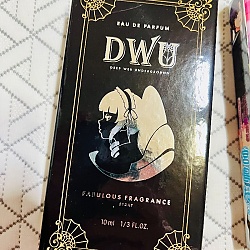 EAU DE PARFUM
DWU
DEEP WEB UNDERGROUND
FABULOUS FRAGRANCE
10ml 1/3 FL.OZ.